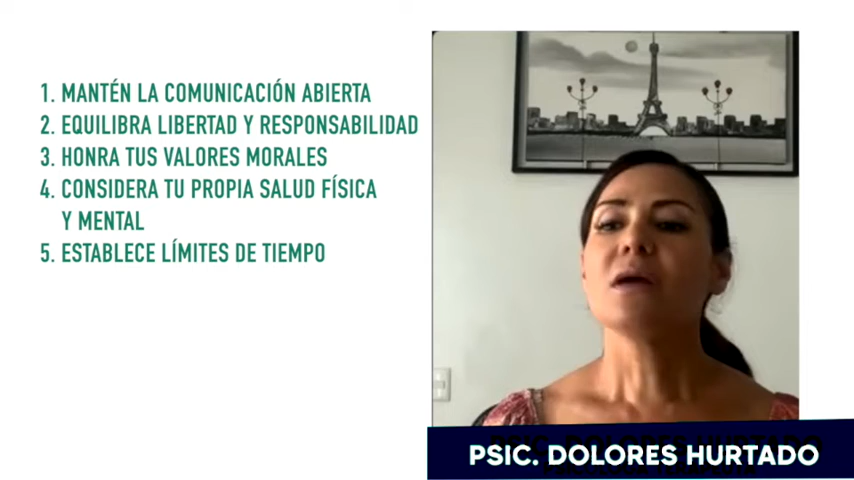 1. MANTÉN LA COMUNICACIÓN ABIERTA
2. EQUILIBRA LIBERTAD Y RESPONSABILIDAD
3. HONRA TUS VALORES MORALES
4. CONSIDERA TU PROPIA SALUD FÍSICA
Y MENTAL
5. ESTABLECE LÍMITES DE TIEMPO
PSIC. DOLORES HURTADO